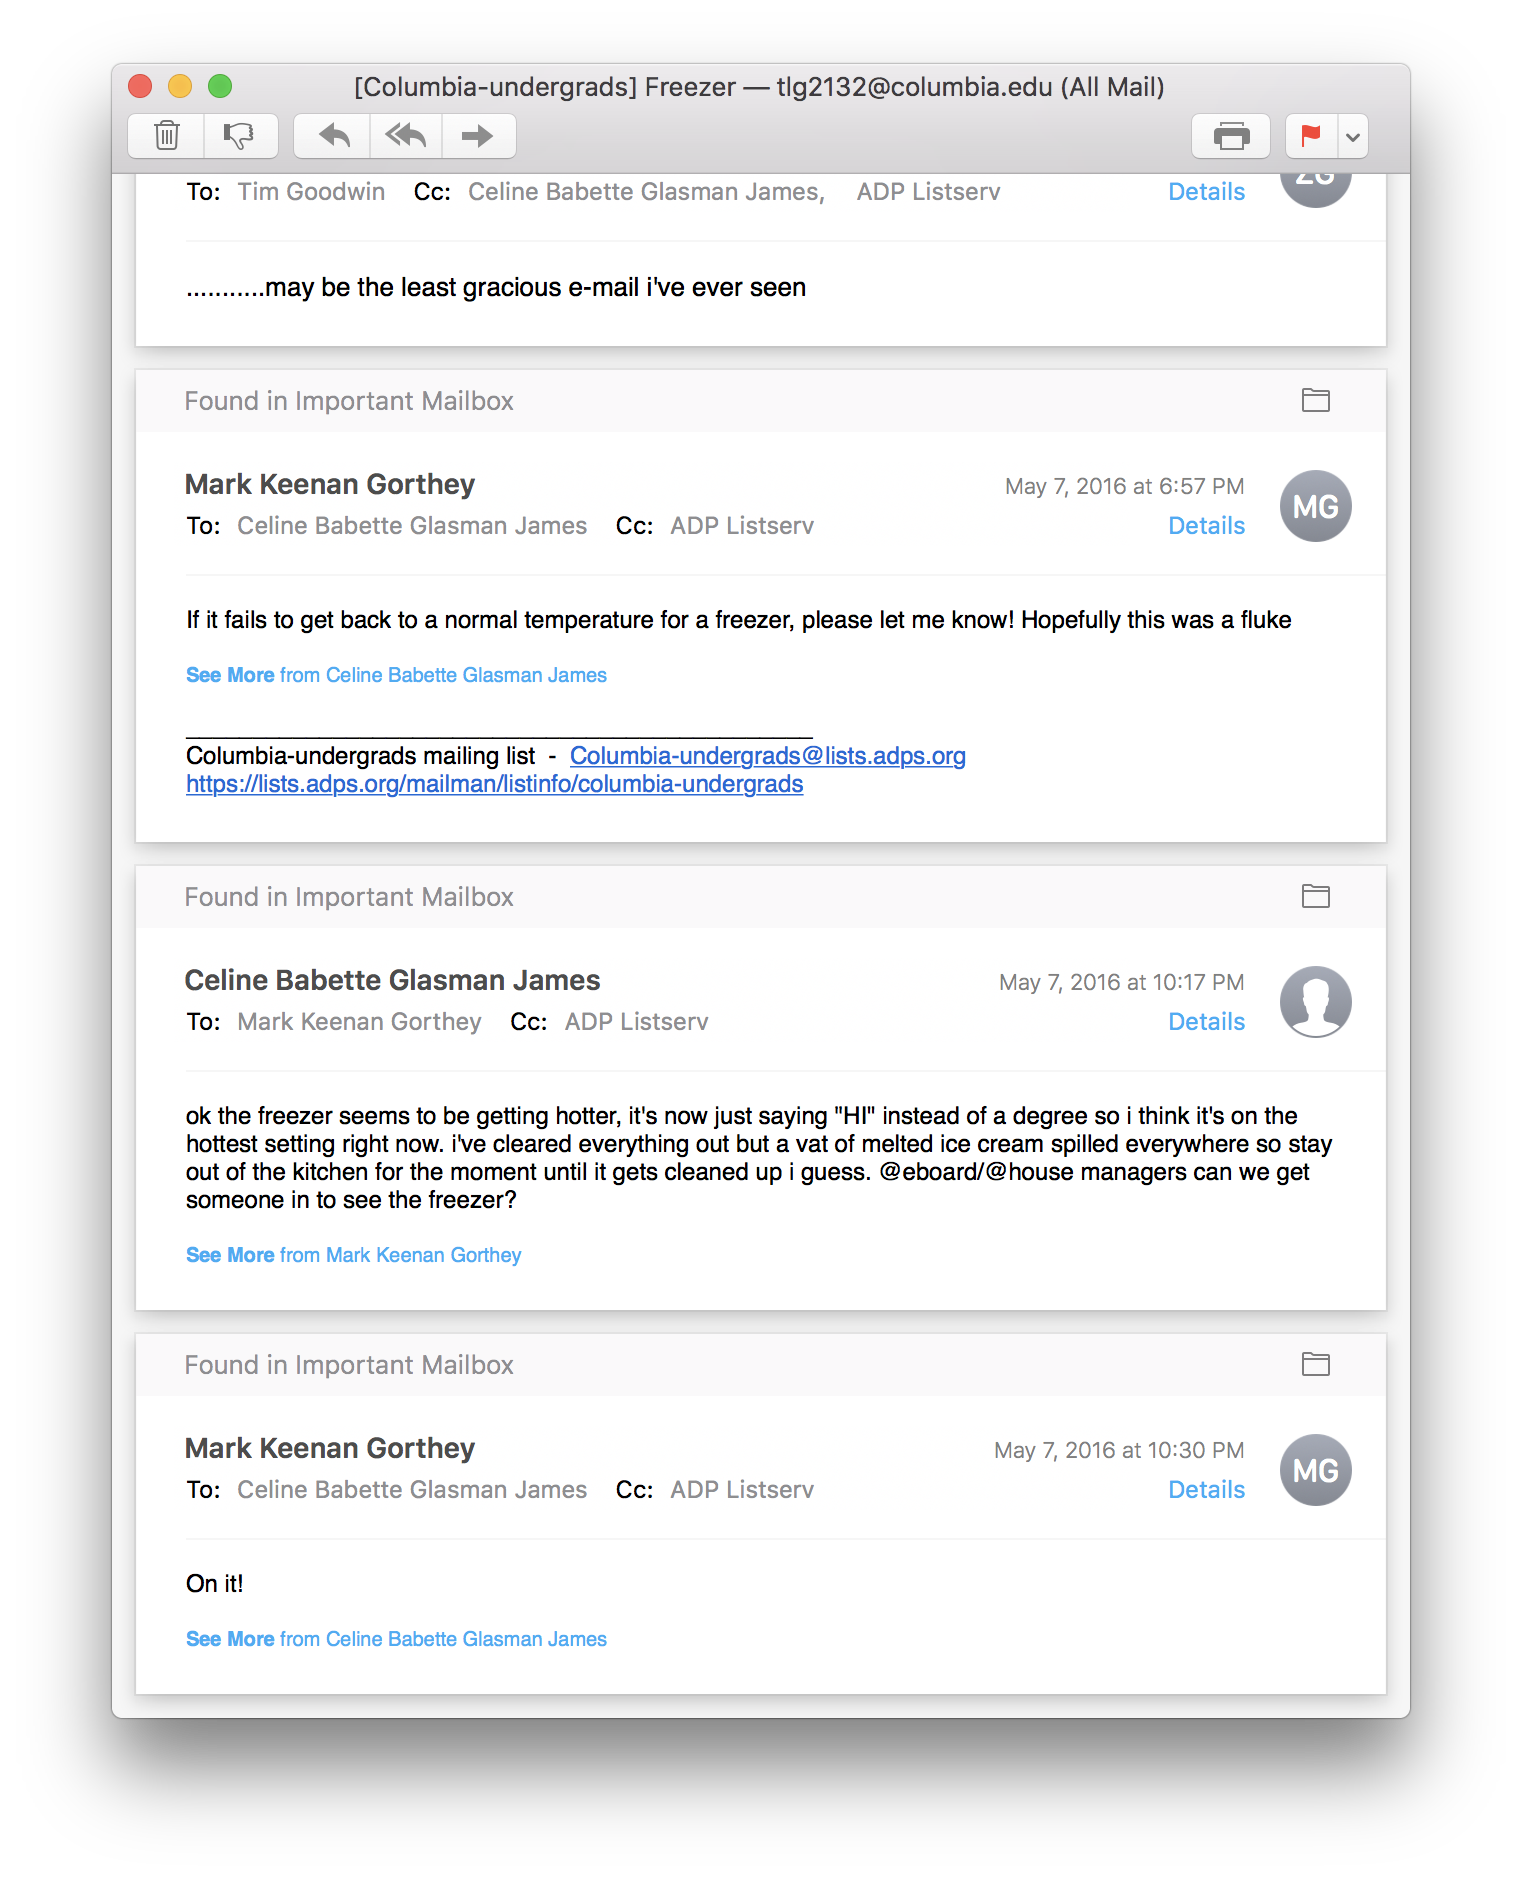 [Columbia-undergrads] Freezer — tlg2132@columbia.edu (All Mail)
To: Tim Goodwin Cc: Celine Babette Glasman James, ADP Listserv Details
ZG
...........may be the least gracious e-mail i've ever seen
Found in Important Mailbox
Mark Keenan Gorthey May 7, 2016 at 6:57 PM
MG
To: Celine Babette Glasman James Cc: ADP Listserv Details
If it fails to get back to a normal temperature for a freezer, please let me know! Hopefully this was a fluke
See More from Celine Babette Glasman James
_______________________________________________
Columbia-undergrads mailing list - Columbia-undergrads@lists.adps.org
https://lists.adps.org/mailman/listinfo/columbia-undergrads
Found in Important Mailbox
Celine Babette Glasman James May 7, 2016 at 10:17 PM
To: Mark Keenan Gorthey Cc: ADP Listserv Details
ok the freezer seems to be getting hotter, it's now just saying "HI" instead of a degree so i think it's on the
hottest setting right now. i've cleared everything out but a vat of melted ice cream spilled everywhere so stay
out of the kitchen for the moment until it gets cleaned up i guess. @eboard/@house managers can we get
someone in to see the freezer?
See More from Mark Keenan Gorthey
Found in Important Mailbox
Mark Keenan Gorthey May 7, 2016 at 10:30 PM
MG
To: Celine Babette Glasman James Cc: ADP Listserv Details
On it!
See More from Celine Babette Glasman James